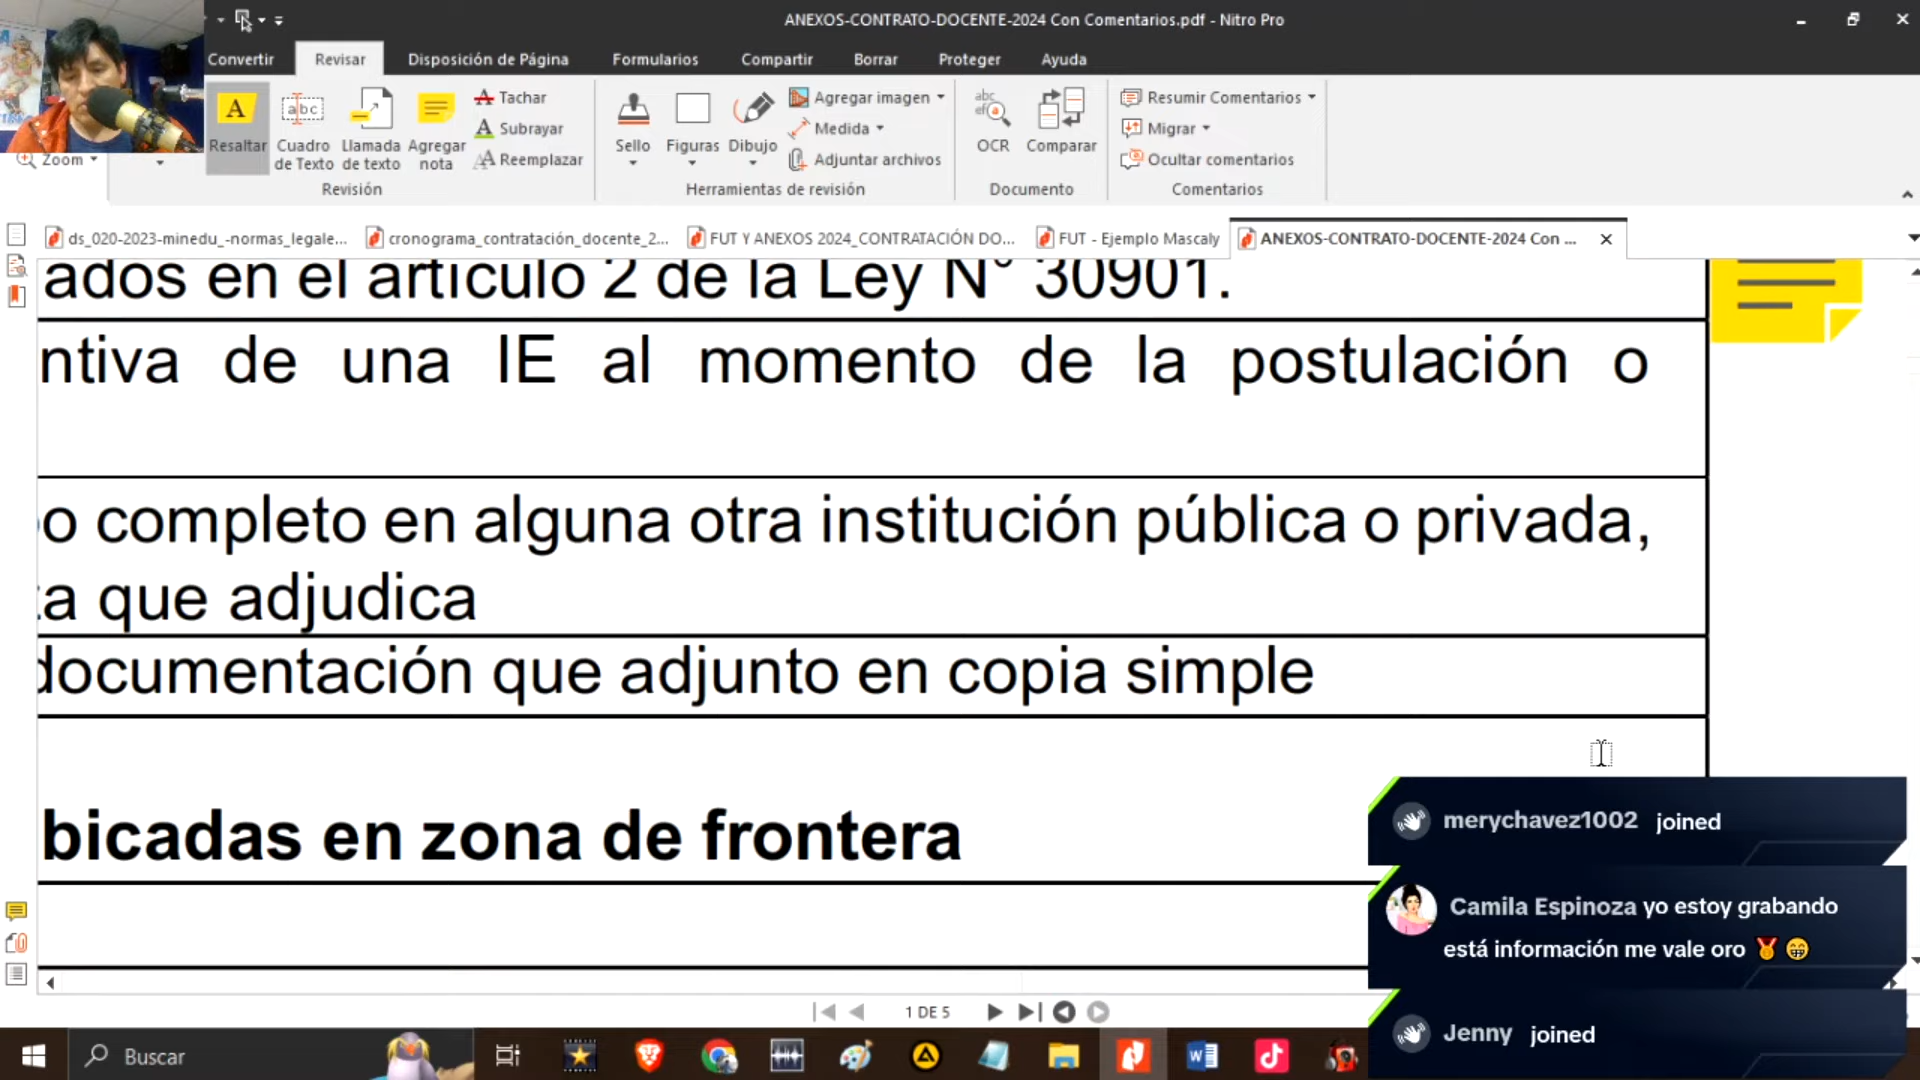 ANEXOS-CONTRATO-DOCENTE-2024 Con Comentarios.pdf - Nitro Pro
Convertir Revisar Disposición de Página Formularios Compartir Borrar Proteger Ayuda
Zoom
Resaltar
Cuadro de Texto
Llamada de texto
Agregar nota
Tachar
Subrayar
Reemplazar
Revisión
Sello
Figuras
Dibujo
Agregar imagen
Medida
Adjuntar archivos
Herramientas de revisión
OCR
Comparar
Documento
Resumir Comentarios
Migrar
Ocultar comentarios
Comentarios
ds_020-2023-minedu_-normas_legale...
cronograma_contratación_docente_2...
FUT Y ANEXOS 2024_CONTRATACIÓN DO...
FUT - Ejemplo Mascaly
ANEXOS-CONTRATO-DOCENTE-2024 Con ...
ados en el artículo 2 de la Ley N° 30901.
ntiva de una IE al momento de la postulación o
oo completo en alguna otra institución pública o privada,
za que adjudica
documentación que adjunto en copia simple
bicadas en zona de frontera
merychavez1002 joined
Camila Espinoza yo estoy grabando
está información me vale oro 🏅 😁
Jenny joined
1 DE 5
Buscar